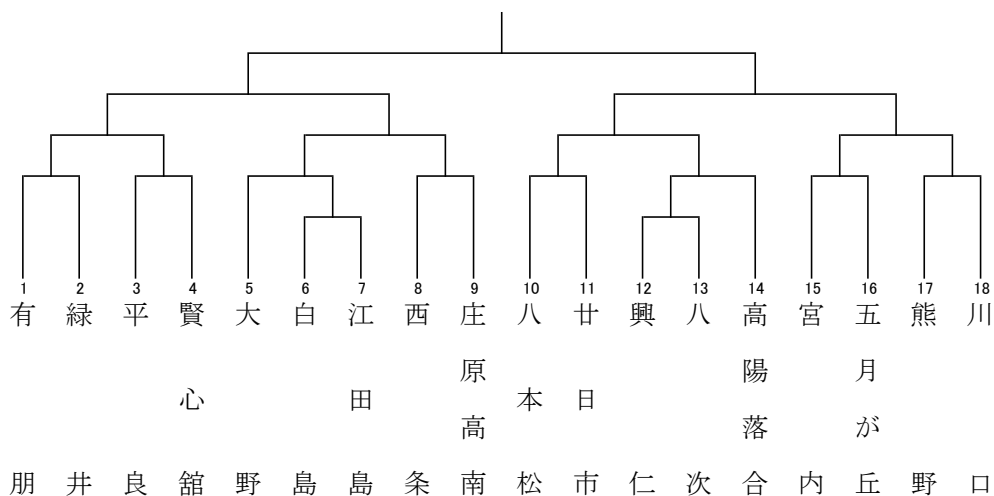 1 有朋
2 緑井
3 平良
4 賢心舘
5 大野
6 白島
7 江田島
8 西条
9 庄原高南
10 八本松
11 廿日市
12 興仁
13 八次
14 高陽落合
15 宮内
16 五月が丘
17 熊野
18 川口